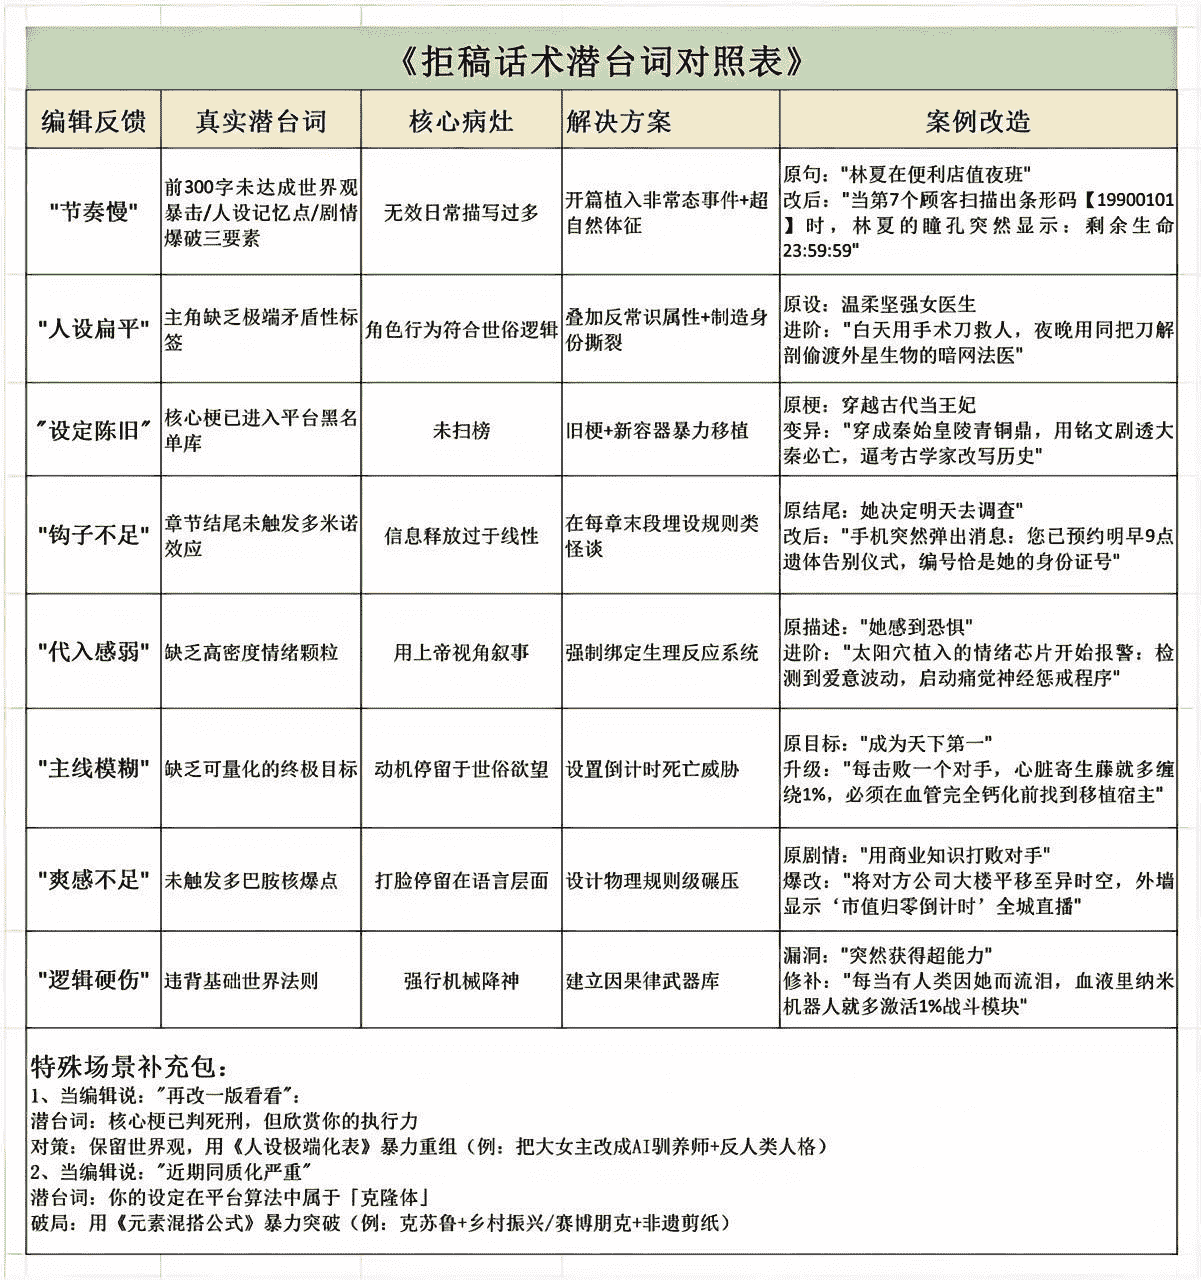 《拒稿话术潜台词对照表》
编辑反馈 真实潜台词 核心病灶 解决方案 案例改造
"节奏慢"
前300字未达成世界观
暴击/人设记忆点/剧情
爆破三要素
无效日常描写过多
开篇植入非常态事件+超
自然体征
原句："林夏在便利店值夜班"
改后："当第7个顾客扫描出条形码【19900101
】时，林夏的瞳孔突然显示：剩余生命
23:59:59"
"人设扁平"
主角缺乏极端矛盾性标
签
角色行为符合世俗逻辑
叠加反常识属性+制造身
份撕裂
原设：温柔坚强女医生
进阶："白天用手术刀救人，夜晚用同把刀解
剖偷渡外星生物的暗网法医"
"设定陈旧"
核心梗已进入平台黑名
单库
未扫榜
旧梗+新容器暴力移植
原梗：穿越古代当王妃
变异："穿成秦始皇陵青铜鼎，用铭文剧透大
秦必亡，逼考古学家改写历史"
"钩子不足"
章节结尾未触发多米诺
效应
信息释放过于线性
在每章末段埋设规则类
怪谈
原结尾：她决定明天去调查"
改后："手机突然弹出消息：您已预约明早9点
遗体告别仪式，编号恰是她的身份证号"
"代入感弱"
缺乏高密度情绪颗粒
用上帝视角叙事
强制绑定生理反应系统
原描述："她感到恐惧"
进阶："太阳穴植入的情绪芯片开始报警：检
测到爱意波动，启动痛觉神经惩戒程序"
"主线模糊"
缺乏可量化的终极目标
动机停留于世俗欲望
设置倒计时死亡威胁
原目标："成为天下第一"
升级："每击败一个对手，心脏寄生藤就多缠
绕1%，必须在血管完全钙化前找到移植宿主"
"爽感不足"
未触发多巴胺核爆点
打脸停留在语言层面
设计物理规则级碾压
原剧情："用商业知识打败对手"
爆改："将对方公司大楼平移至异时空，外墙
显示‘市值归零倒计时’全城直播"
"逻辑硬伤"
违背基础世界法则
强行机械降神
建立因果律武器库
漏洞："突然获得超能力"
修补："每当有人类因她而流泪，血液里纳米
机器人就多激活1%战斗模块"
特殊场景补充包：
1、当编辑说："再改一版看看"：
潜台词：核心梗已判死刑，但欣赏你的执行力
对策：保留世界观，用《人设极端化表》暴力重组（例：把大女主改成AI驯养师+反人类人格）
2、当编辑说："近期同质化严重"
潜台词：你的设定在平台算法中属于「克隆体」
破局：用《元素混搭公式》暴力突破（例：克苏鲁+乡村振兴/赛博朋克+非遗剪纸）